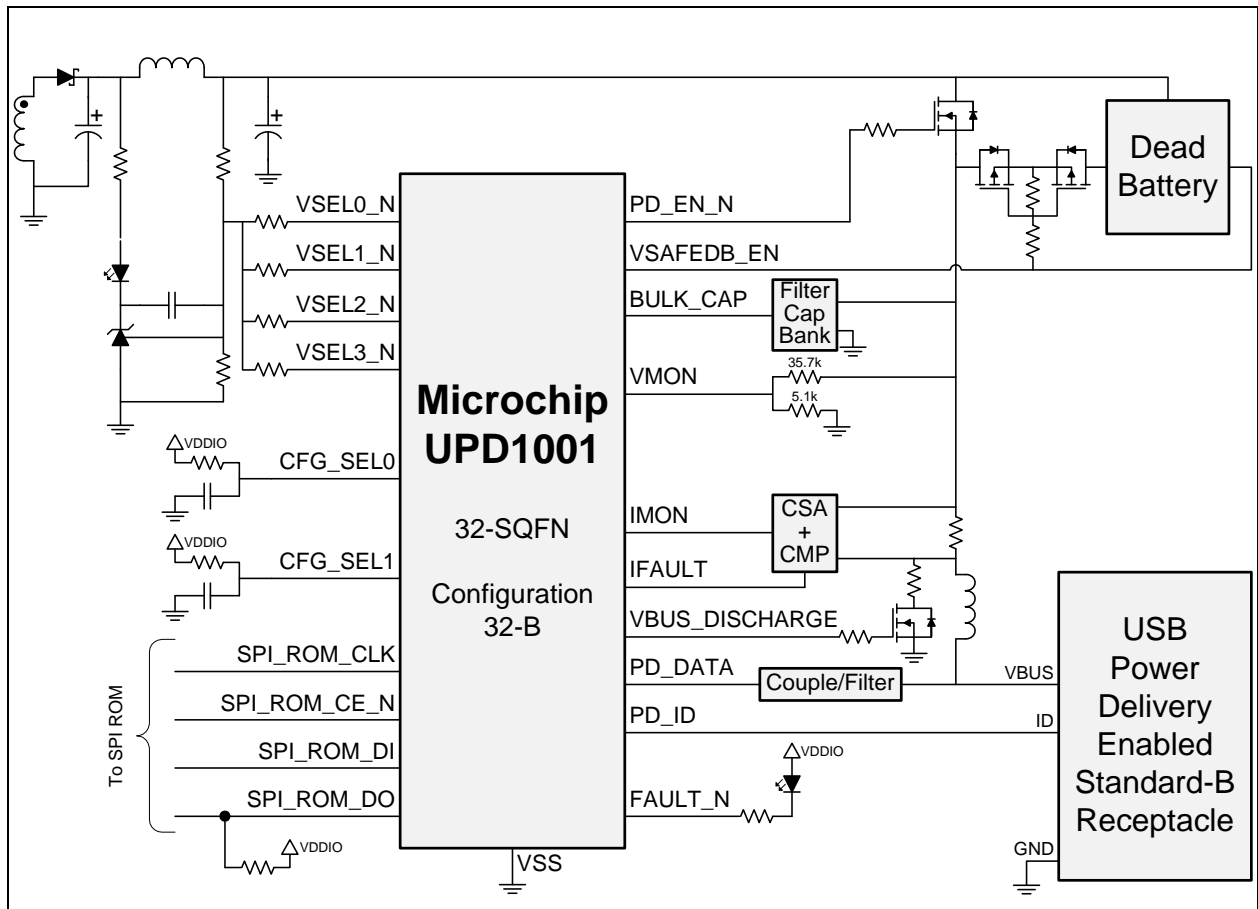 Dead
Battery
VSEL0_N
VSEL1_N
VSEL2_N
VSEL3_N
CFG_SEL0
VDDIO
CFG_SEL1
VDDIO
To SPI ROM
SPI_ROM_CLK
SPI_ROM_CE_N
SPI_ROM_DI
SPI_ROM_DO
VDDIO
Microchip
UPD1001
32-SQFN
Configuration
32-B
VSS
PD_EN_N
VSAFEDB_EN
BULK_CAP
Filter
Cap
Bank
VMON
35.7k
5.1k
IMON
IFAULT
CSA
+
CMP
VBUS_DISCHARGE
PD_DATA
Couple/Filter
PD_ID
FAULT_N
VDDIO
VBUS
ID
GND
USB
Power
Delivery
Enabled
Standard-B
Receptacle
+
+